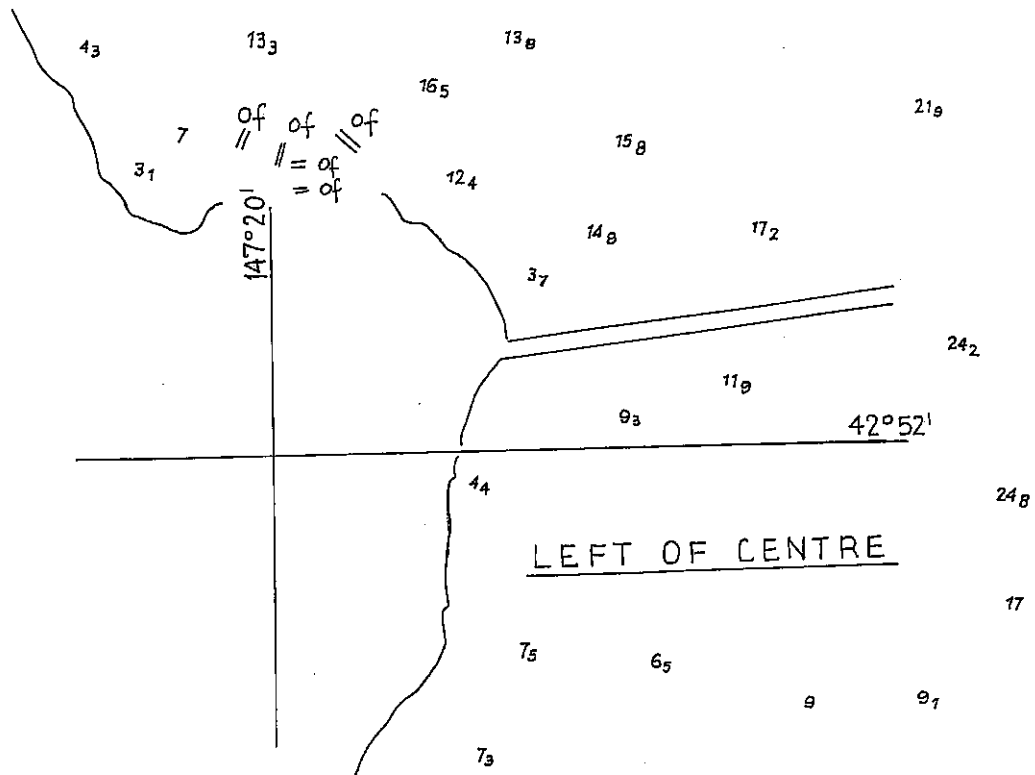 4₃ 13₃ 13₈
16₅ 21₉
7 of of of 15₈
3₁ = of 12₄
= of
147°20' 14₈ 17₂
3₇
24₂
11₉
9₃ 42°52'
4₄ 24₈
LEFT OF CENTRE
17
7₅ 6₅
9 9₁
7₃